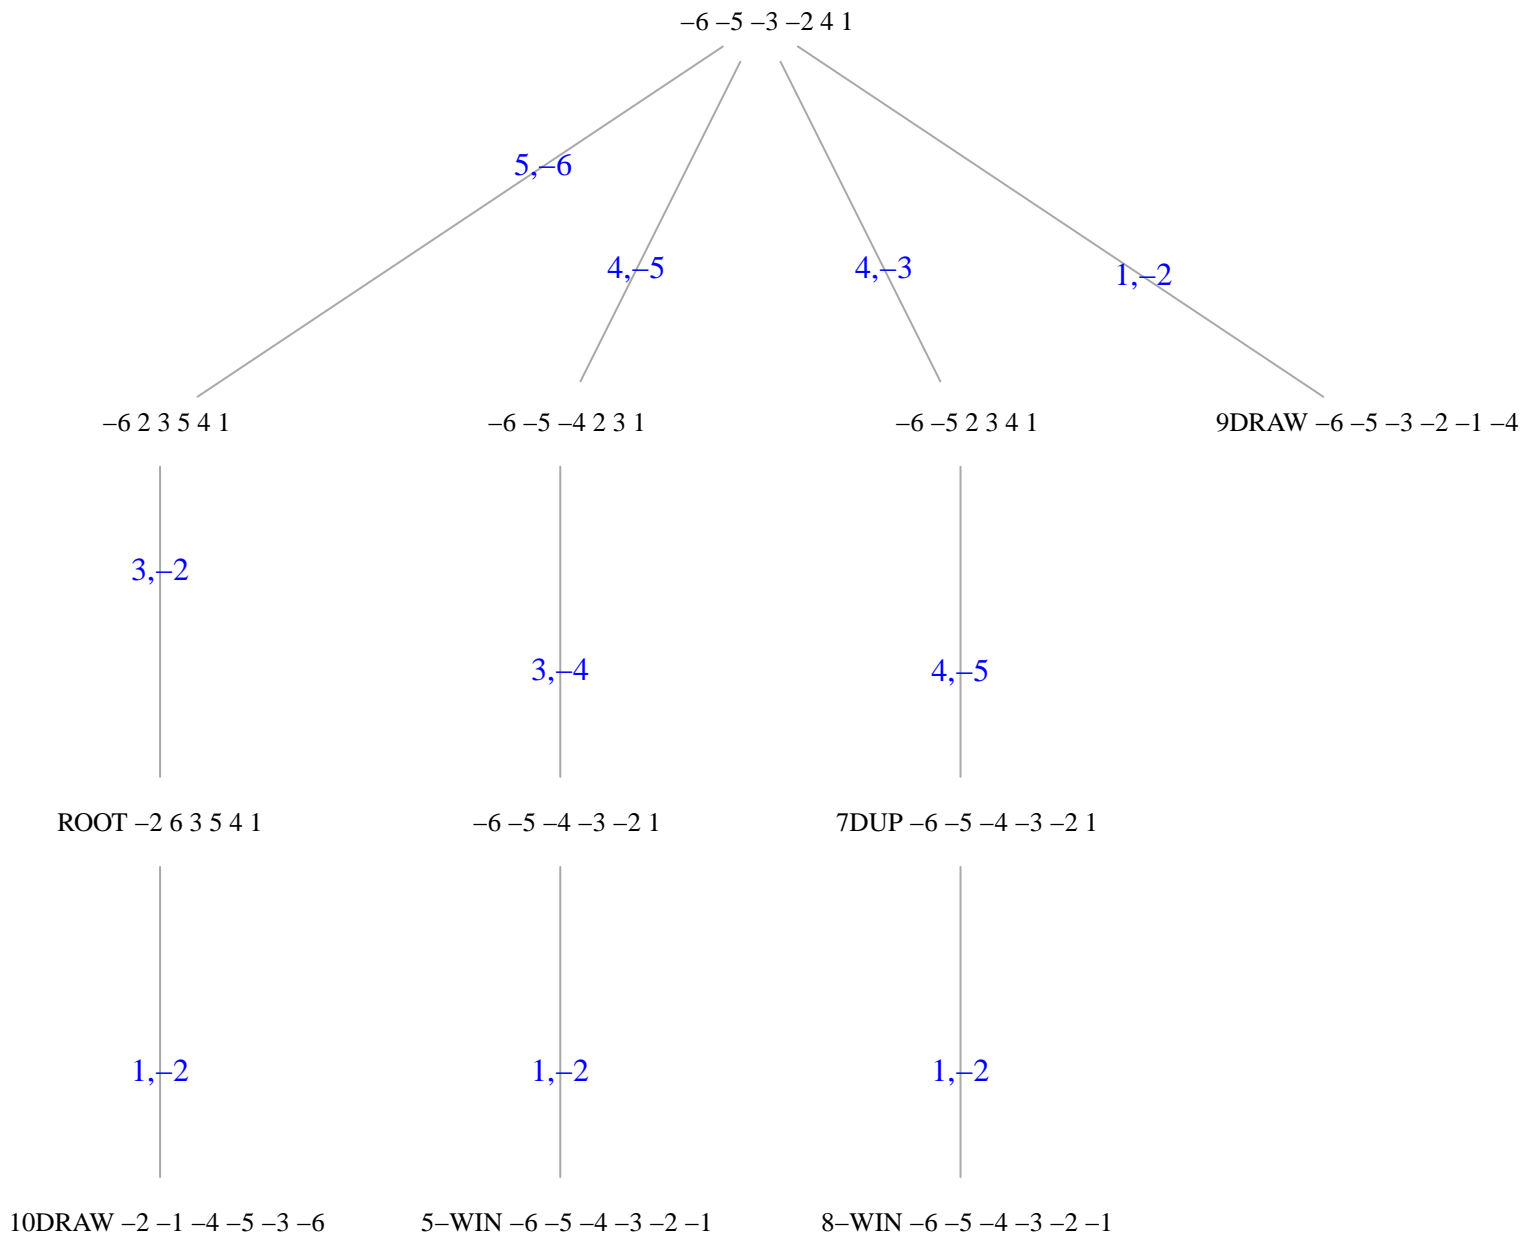 –6 –5 –3 –2 4 1
5,–6
4,–5
4,–3
1,–2
–6 2 3 5 4 1
–6 –5 –4 2 3 1
–6 –5 2 3 4 1
9DRAW –6 –5 –3 –2 –1 –4
3,–2
3,–4
4,–5
ROOT –2 6 3 5 4 1
–6 –5 –4 –3 –2 1
7DUP –6 –5 –4 –3 –2 1
1,–2
1,–2
1,–2
10DRAW –2 –1 –4 –5 –3 –6
5–WIN –6 –5 –4 –3 –2 –1
8–WIN –6 –5 –4 –3 –2 –1